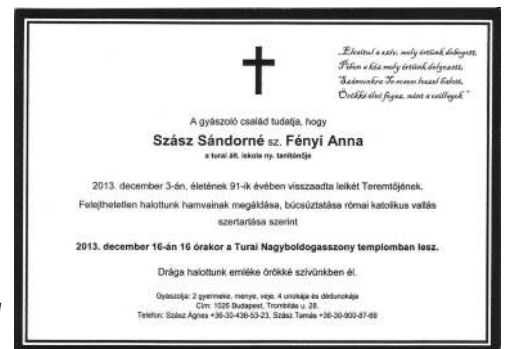 „Elnémul a szív, mely értünk dobogott,
Pihen a kéz mely értünk dolgozott.
Számunkra Te sosem leszel halott,
Örökké élni fogsz, mint a csillagok"
A gyászoló család tudatja, hogy
Szász Sándorné sz. Fényi Anna
a turai ált. iskola ny. tanítónője
2013. december 3-án, életének 91-ik évében visszaadta lelkét Teremtőjének.
Felejthetetlen halottunk hamvainak megáldása, búcsúztatása római katolikus vallás
szertartása szerint
2013. december 16-án 16 órakor a Turai Nagyboldogasszony templomban lesz.
Drága halottunk emléke örökké szívünkben él.
Gyászolja: 2 gyermeke, menye, veje, 4 unokája és dédunokája
Cím: 1026 Budapest, Trombitás u. 28.
Telefon: Szász Ágnes +36-30-436-53-23, Szász Tamás +36-30-900-87-69